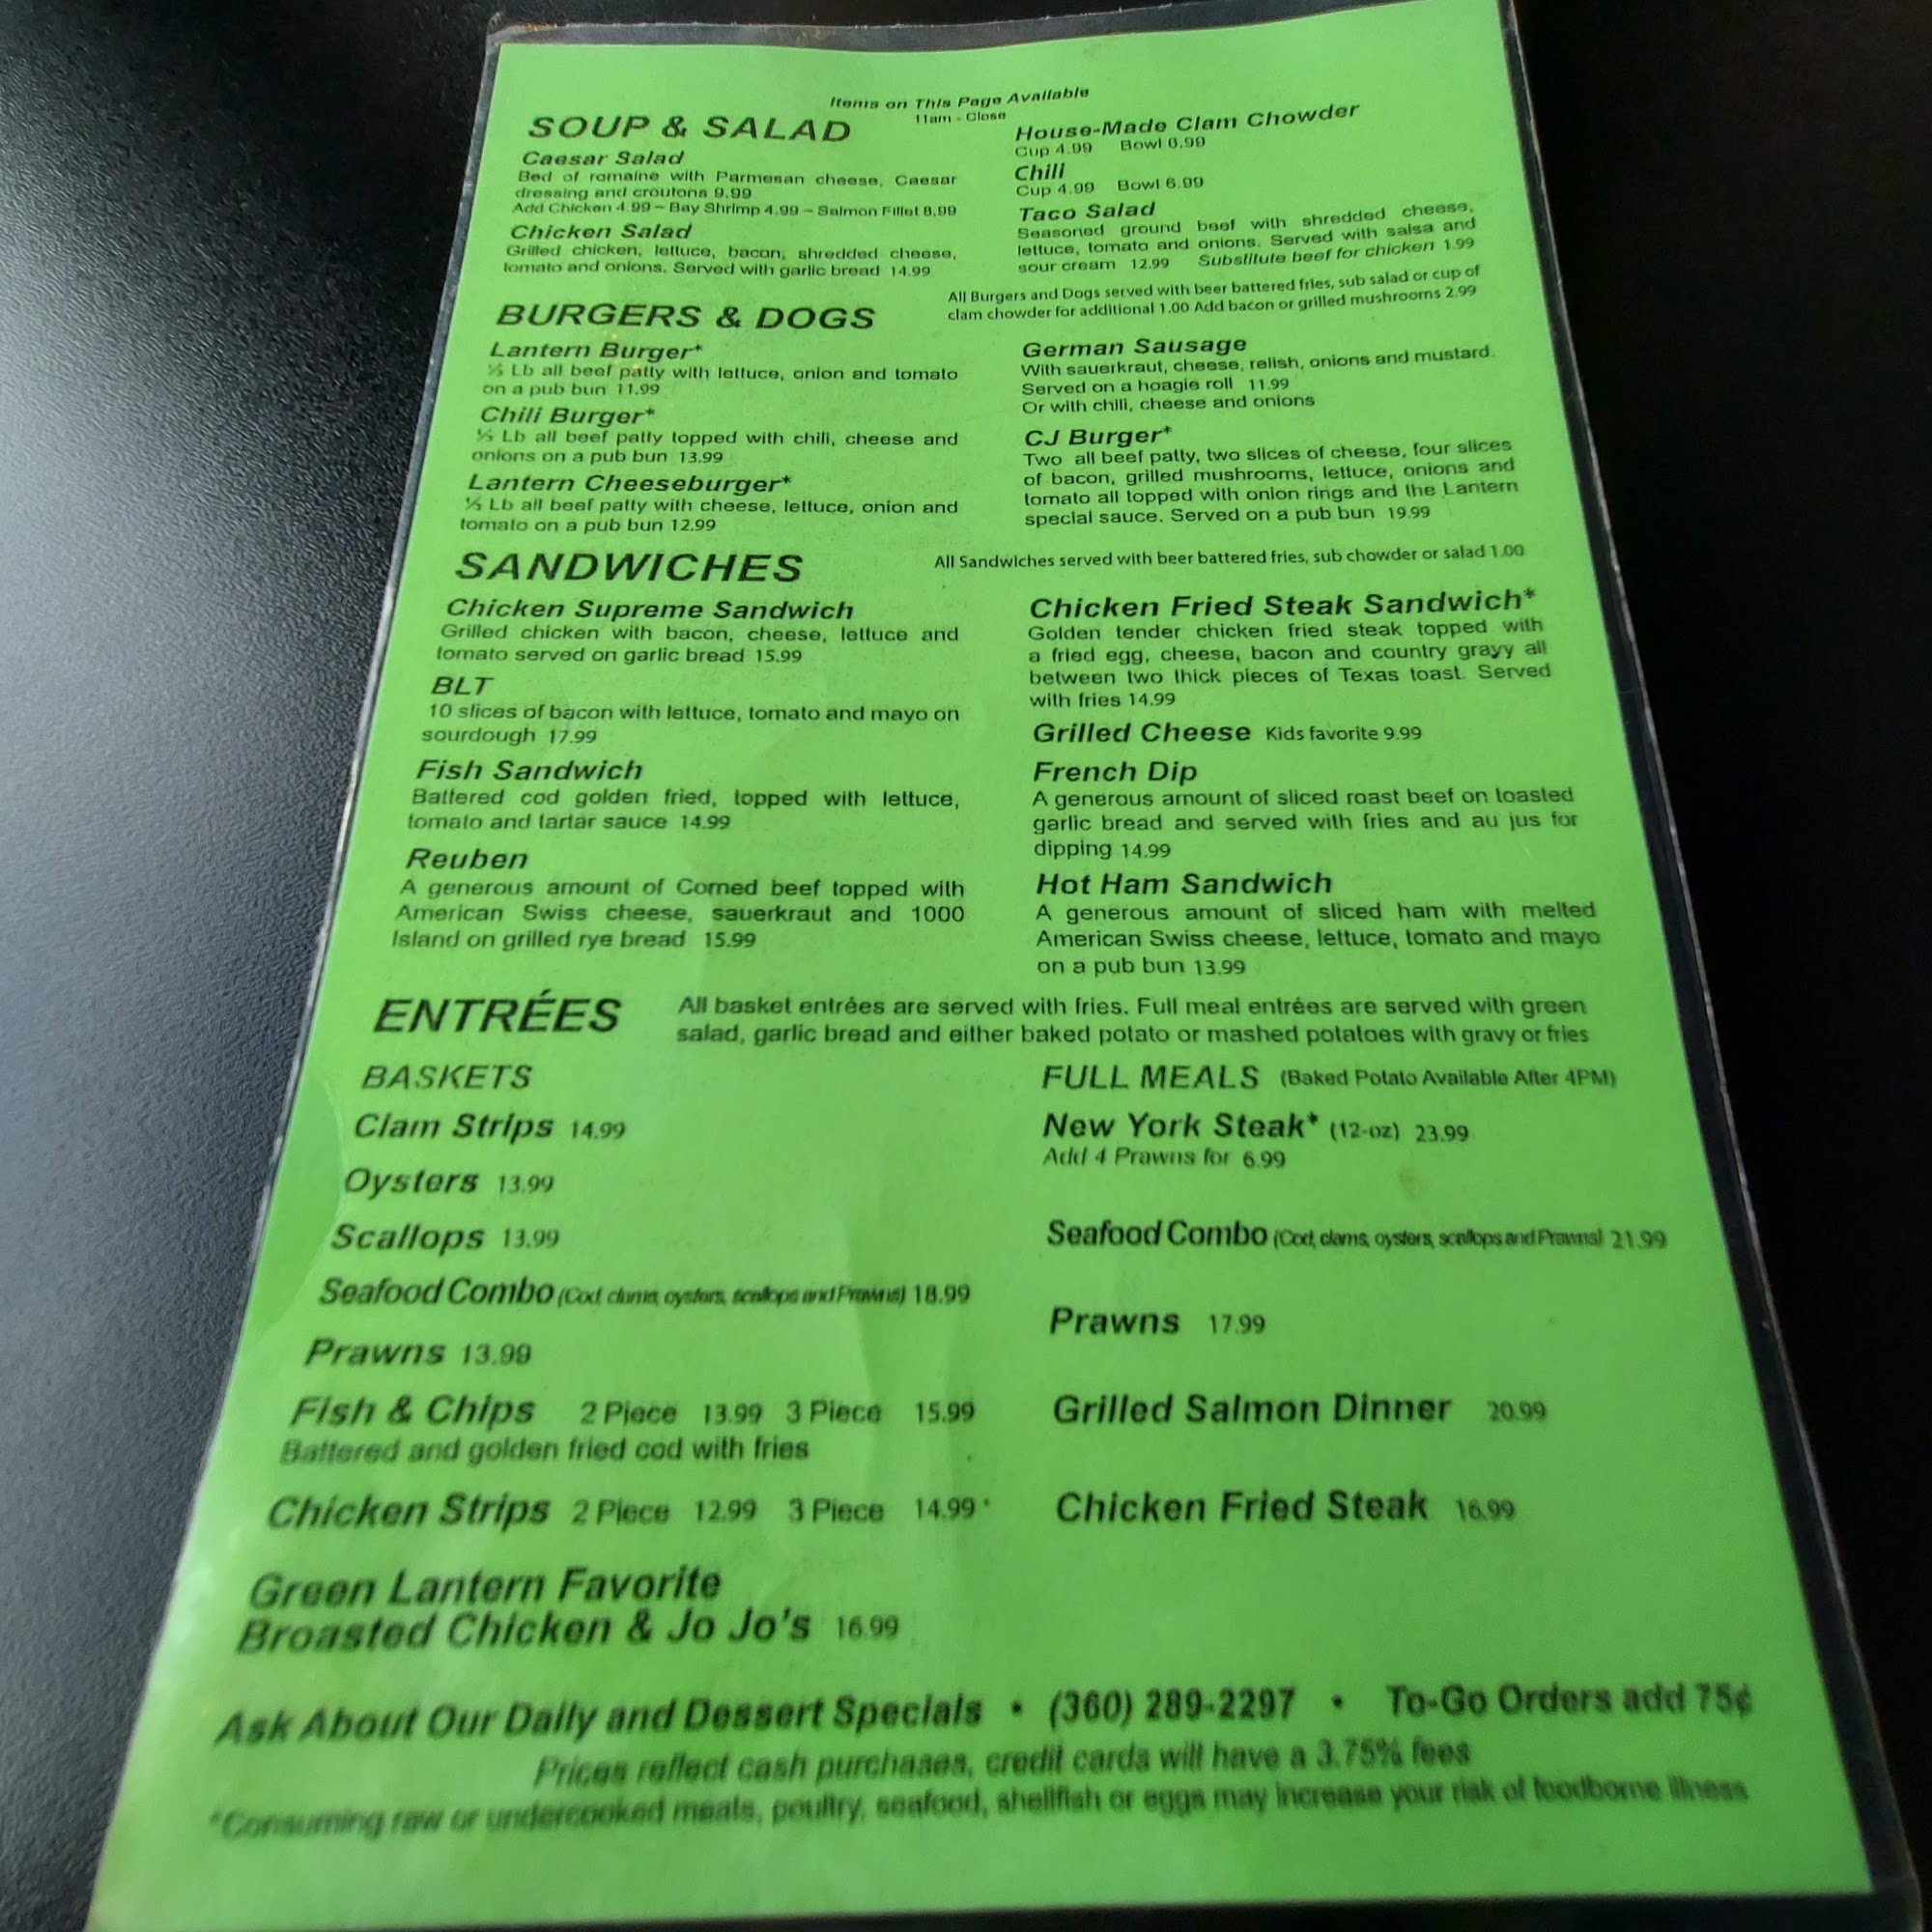 Items on This Page Available
11am - Close
SOUP & SALAD
Caesar Salad
Bed of romaine with Parmesan cheese, Caesar
dressing and croutons 9.99
Add Chicken 4.99 – Bay Shrimp 4.99 – Salmon Fillet 8.99
Chicken Salad
Grilled chicken, lettuce, bacon, shredded cheese,
tomato and onions. Served with garlic bread 14.99
House-Made Clam Chowder
Cup 4.99 Bowl 6.99
Chili
Cup 4.99 Bowl 6.99
Taco Salad
Seasoned ground beef with shredded cheese,
lettuce, tomato and onions. Served with salsa and
sour cream 12.99 Substitute beef for chicken 1.99
BURGERS & DOGS
All Burgers and Dogs served with beer battered fries, sub salad or cup of
clam chowder for additional 1.00 Add bacon or grilled mushrooms 2.99
Lantern Burger*
Lb all beef patty with lettuce, onion and tomato
on a pub bun 11.99
Chili Burger*
Lb all beef patty topped with chili, cheese and
onions on a pub bun 13.99
Lantern Cheeseburger*
Lb all beef patty with cheese, lettuce, onion and
tomato on a pub bun 12.99
German Sausage
With sauerkraut, cheese, relish, onions and mustard.
Served on a hoagie roll 11.99
Or with chili, cheese and onions
CJ Burger*
Two all beef patty, two slices of cheese, four slices
of bacon, grilled mushrooms, lettuce, onions and
tomato all topped with onion rings and the Lantern
special sauce. Served on a pub bun 19.99
SANDWICHES
All Sandwiches served with beer battered fries, sub chowder or salad 1.00
Chicken Supreme Sandwich
Grilled chicken with bacon, cheese, lettuce and
tomato served on garlic bread 15.99
BLT
10 slices of bacon with lettuce, tomato and mayo on
sourdough 17.99
Fish Sandwich
Battered cod golden fried, topped with lettuce,
tomato and tartar sauce 14.99
Reuben
A generous amount of Corned beef topped with
American Swiss cheese, sauerkraut and 1000
Island on grilled rye bread 15.99
Chicken Fried Steak Sandwich*
Golden tender chicken fried steak topped with
a fried egg, cheese, bacon and country gravy all
between two thick pieces of Texas toast. Served
with fries 14.99
Grilled Cheese Kids favorite 9.99
French Dip
A generous amount of sliced roast beef on toasted
garlic bread and served with fries and au jus for
dipping 14.99
Hot Ham Sandwich
A generous amount of sliced ham with melted
American Swiss cheese, lettuce, tomato and mayo
on a pub bun 13.99
ENTRÉES
All basket entrées are served with fries. Full meal entrées are served with green
salad, garlic bread and either baked potato or mashed potatoes with gravy or fries
BASKETS
Clam Strips 14.99
Oysters 13.99
Scallops 13.99
Seafood Combo (Cod, clams, oysters, scallops and Prawns) 18.99
Prawns 13.99
Fish & Chips 2 Piece 13.99 3 Piece 15.99
Battered and golden fried cod with fries
Chicken Strips 2 Piece 12.99 3 Piece 14.99
Green Lantern Favorite
Broasted Chicken & Jo Jo's 16.99
FULL MEALS (Baked Potato Available After 4PM)
New York Steak* (12-oz) 23.99
Add 4 Prawns for 6.99
Seafood Combo (Cod, clams, oysters, scallops and Prawns) 21.99
Prawns 17.99
Grilled Salmon Dinner 20.99
Chicken Fried Steak 16.99
Ask About Our Daily and Dessert Specials • (360) 289-2297 • To-Go Orders add 75¢
Prices reflect cash purchases, credit cards will have a 3.75% fees
*Consuming raw or undercooked meats, poultry, seafood, shellfish or eggs may increase your risk of foodborne illness